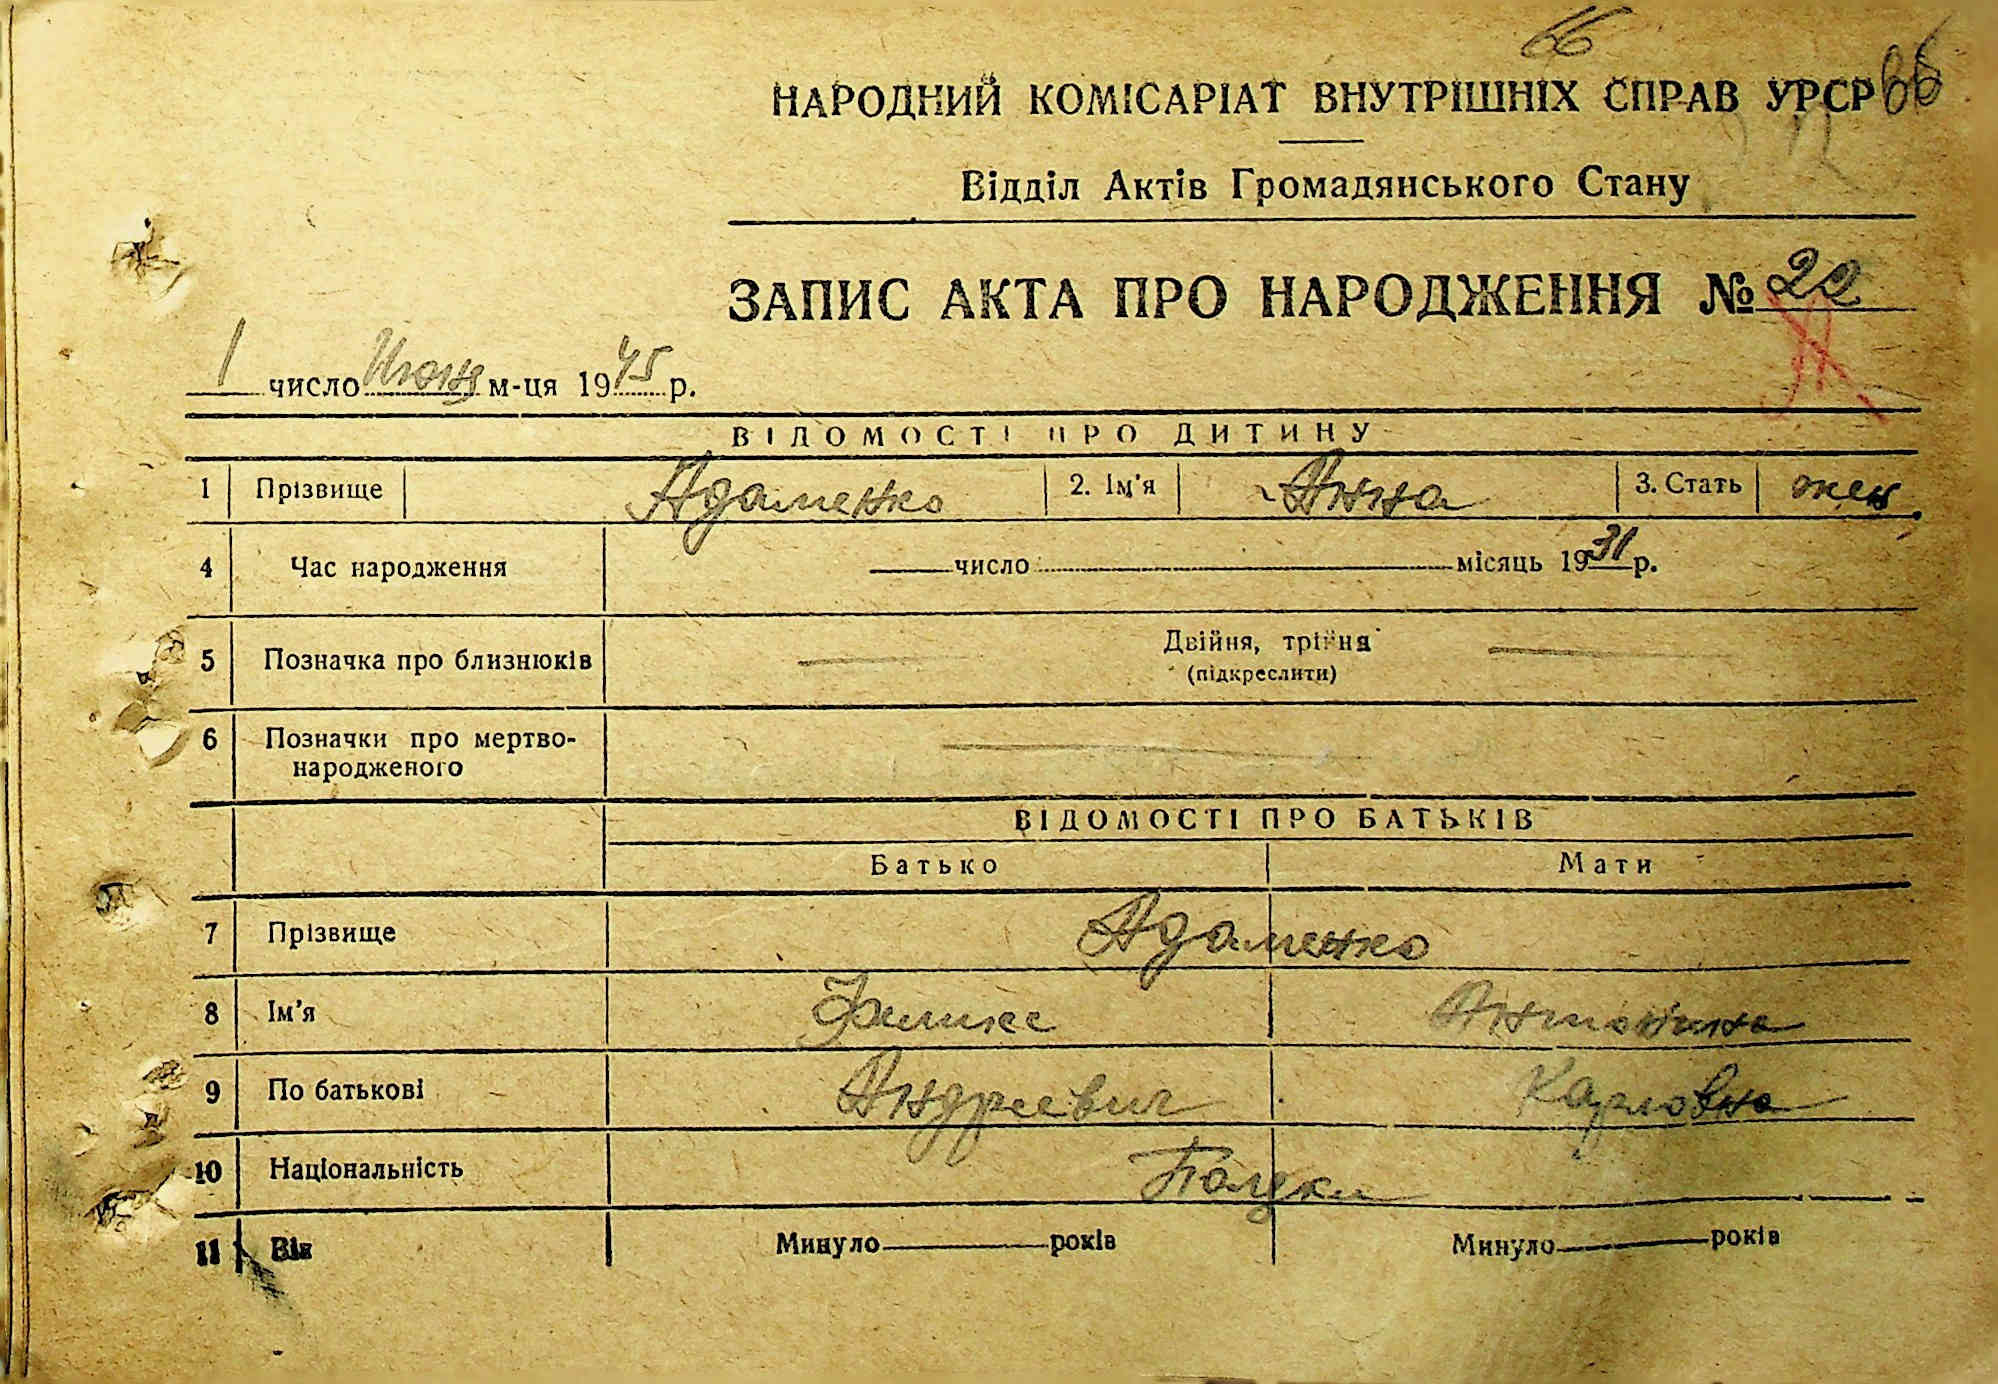 66
НАРОДНИЙ КОМІСАРІАТ ВНУТРІШНІХ СПРАВ УРСР 66
Відділ Актів Громадянського Стану
ЗАПИС АКТА ПРО НАРОДЖЕННЯ № 22
1 число Июня м-ця 1945 р.
ВІДОМОСТІ ПРО ДИТИНУ
1 Прізвище Адаменко 2. Ім'я Анна 3. Стать жен.
4 Час народження число місяць 1931 р.
5 Позначка про близнюків Двійня, трійня
(підкреслити)
6 Позначки про мертво-
народженого
ВІДОМОСТІ ПРО БАТЬКІВ
Батько Мати
7 Прізвище Адаменко
8 Ім'я Феликс Антонина
9 По батькові Андреевич Карловна
10 Національність Поляки
11 Вік Минуло років Минуло років